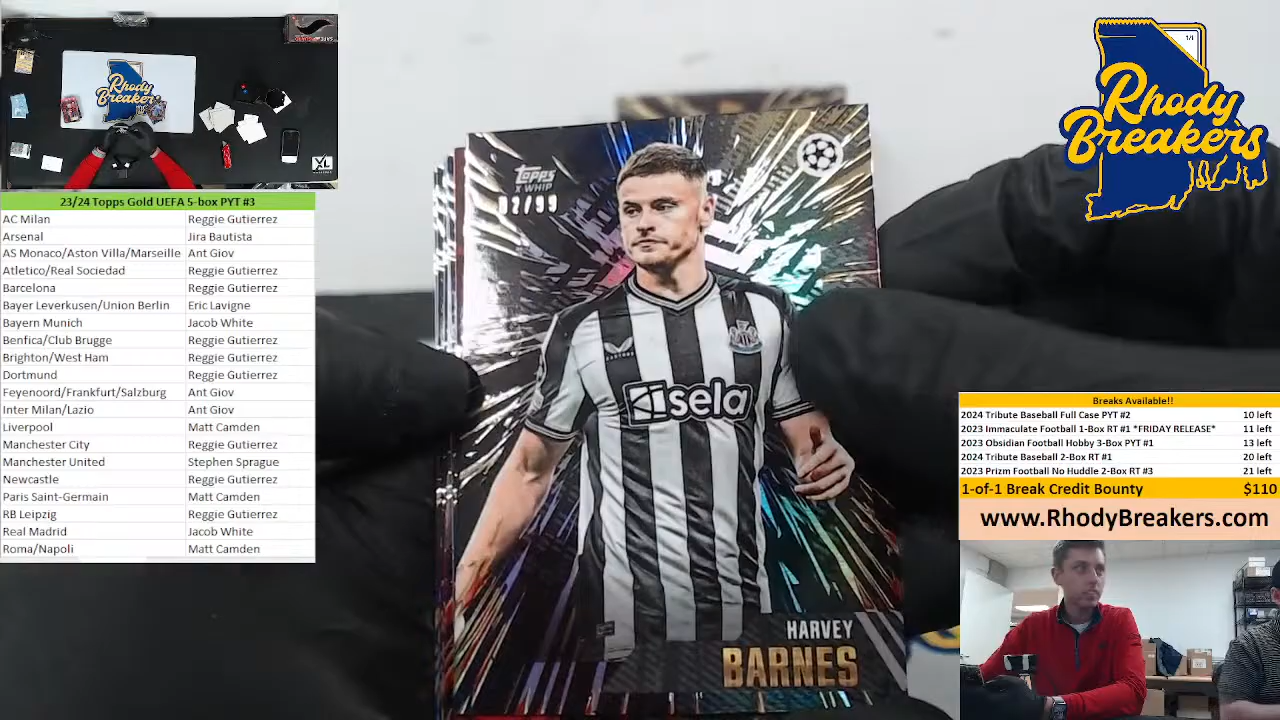 23/24 Topps Gold UEFA 5-box PYT #3
AC Milan Reggie Gutierrez
Arsenal Jira Bautista
AS Monaco/Aston Villa/Marseille Ant Giov
Atletico/Real Sociedad Reggie Gutierrez
Barcelona Reggie Gutierrez
Bayer Leverkusen/Union Berlin Eric Lavigne
Bayern Munich Jacob White
Benfica/Club Brugge Reggie Gutierrez
Brighton/West Ham Reggie Gutierrez
Dortmund Reggie Gutierrez
Feyenoord/Frankfurt/Salzburg Ant Giov
Inter Milan/Lazio Ant Giov
Liverpool Matt Camden
Manchester City Reggie Gutierrez
Manchester United Stephen Sprague
Newcastle Reggie Gutierrez
Paris Saint-Germain Matt Camden
RB Leipzig Reggie Gutierrez
Real Madrid Jacob White
Roma/Napoli Matt Camden
Rhody
Breakers
XL
topps
X WHIP
02/99
sela
HARVEY
BARNES
1/1
Rhody
Breakers
RI
Breaks Available!!
2024 Tribute Baseball Full Case PYT #2 10 left
2023 Immaculate Football 1-Box RT #1 *FRIDAY RELEASE* 11 left
2023 Obsidian Football Hobby 3-Box PYT #1 13 left
2024 Tribute Baseball 2-Box RT #1 20 left
2023 Prizm Football No Huddle 2-Box RT #3 21 left
1-of-1 Break Credit Bounty $110
www.RhodyBreakers.com